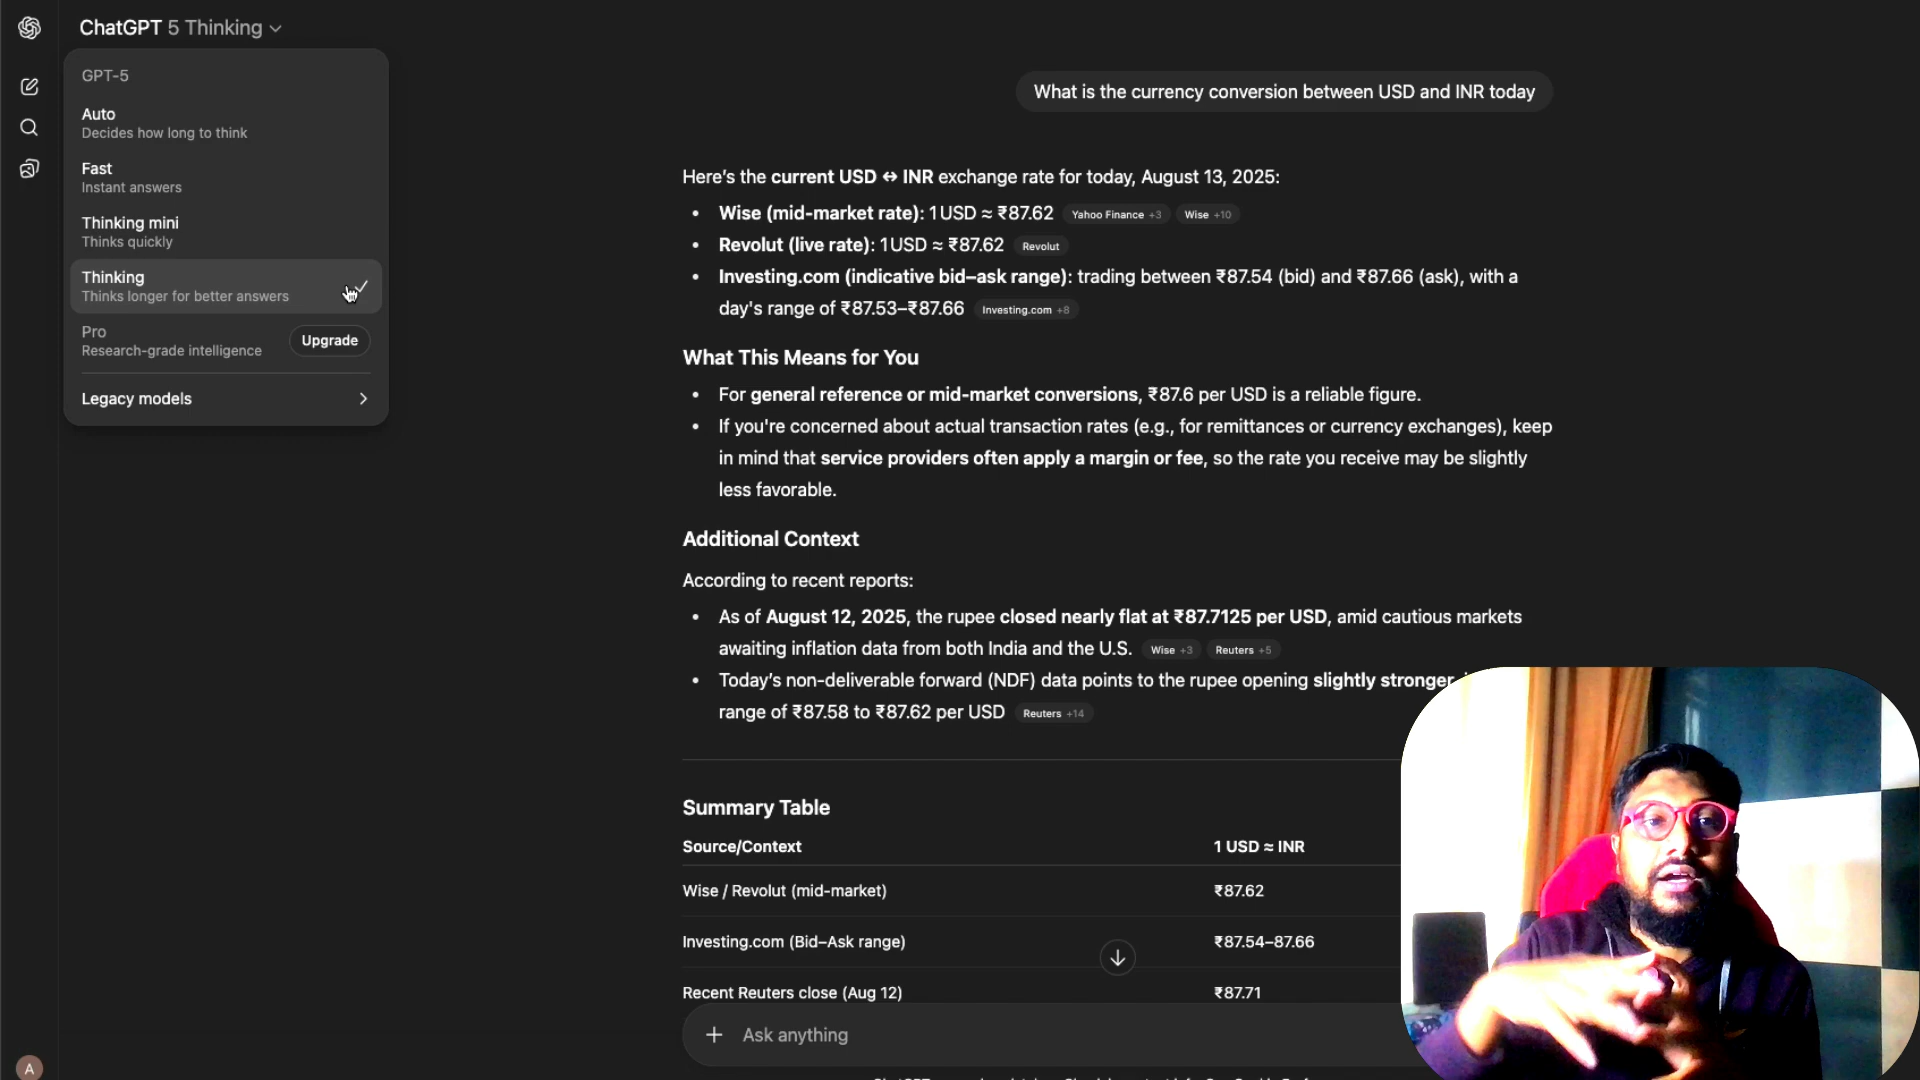 ChatGPT 5 Thinking
GPT-5
Auto
Decides how long to think
Fast
Instant answers
Thinking mini
Thinks quickly
Thinking
Thinks longer for better answers
Pro
Research-grade intelligence
Upgrade
Legacy models
A
What is the currency conversion between USD and INR today
Here's the current USD ↔ INR exchange rate for today, August 13, 2025:
• Wise (mid-market rate): 1 USD ≈ ₹87.62 Yahoo Finance +3 Wise +10
• Revolut (live rate): 1 USD ≈ ₹87.62 Revolut
• Investing.com (indicative bid–ask range): trading between ₹87.54 (bid) and ₹87.66 (ask), with a
day's range of ₹87.53–₹87.66 Investing.com +8
What This Means for You
• For general reference or mid-market conversions, ₹87.6 per USD is a reliable figure.
• If you're concerned about actual transaction rates (e.g., for remittances or currency exchanges), keep
in mind that service providers often apply a margin or fee, so the rate you receive may be slightly
less favorable.
Additional Context
According to recent reports:
• As of August 12, 2025, the rupee closed nearly flat at ₹87.7125 per USD, amid cautious markets
awaiting inflation data from both India and the U.S. Wise +3 Reuters +5
• Today's non-deliverable forward (NDF) data points to the rupee opening slightly stronger,
range of ₹87.58 to ₹87.62 per USD Reuters +14
Summary Table
Source/Context 1 USD ≈ INR
Wise / Revolut (mid-market) ₹87.62
Investing.com (Bid–Ask range) ₹87.54–87.66
Recent Reuters close (Aug 12) ₹87.71
Ask anything